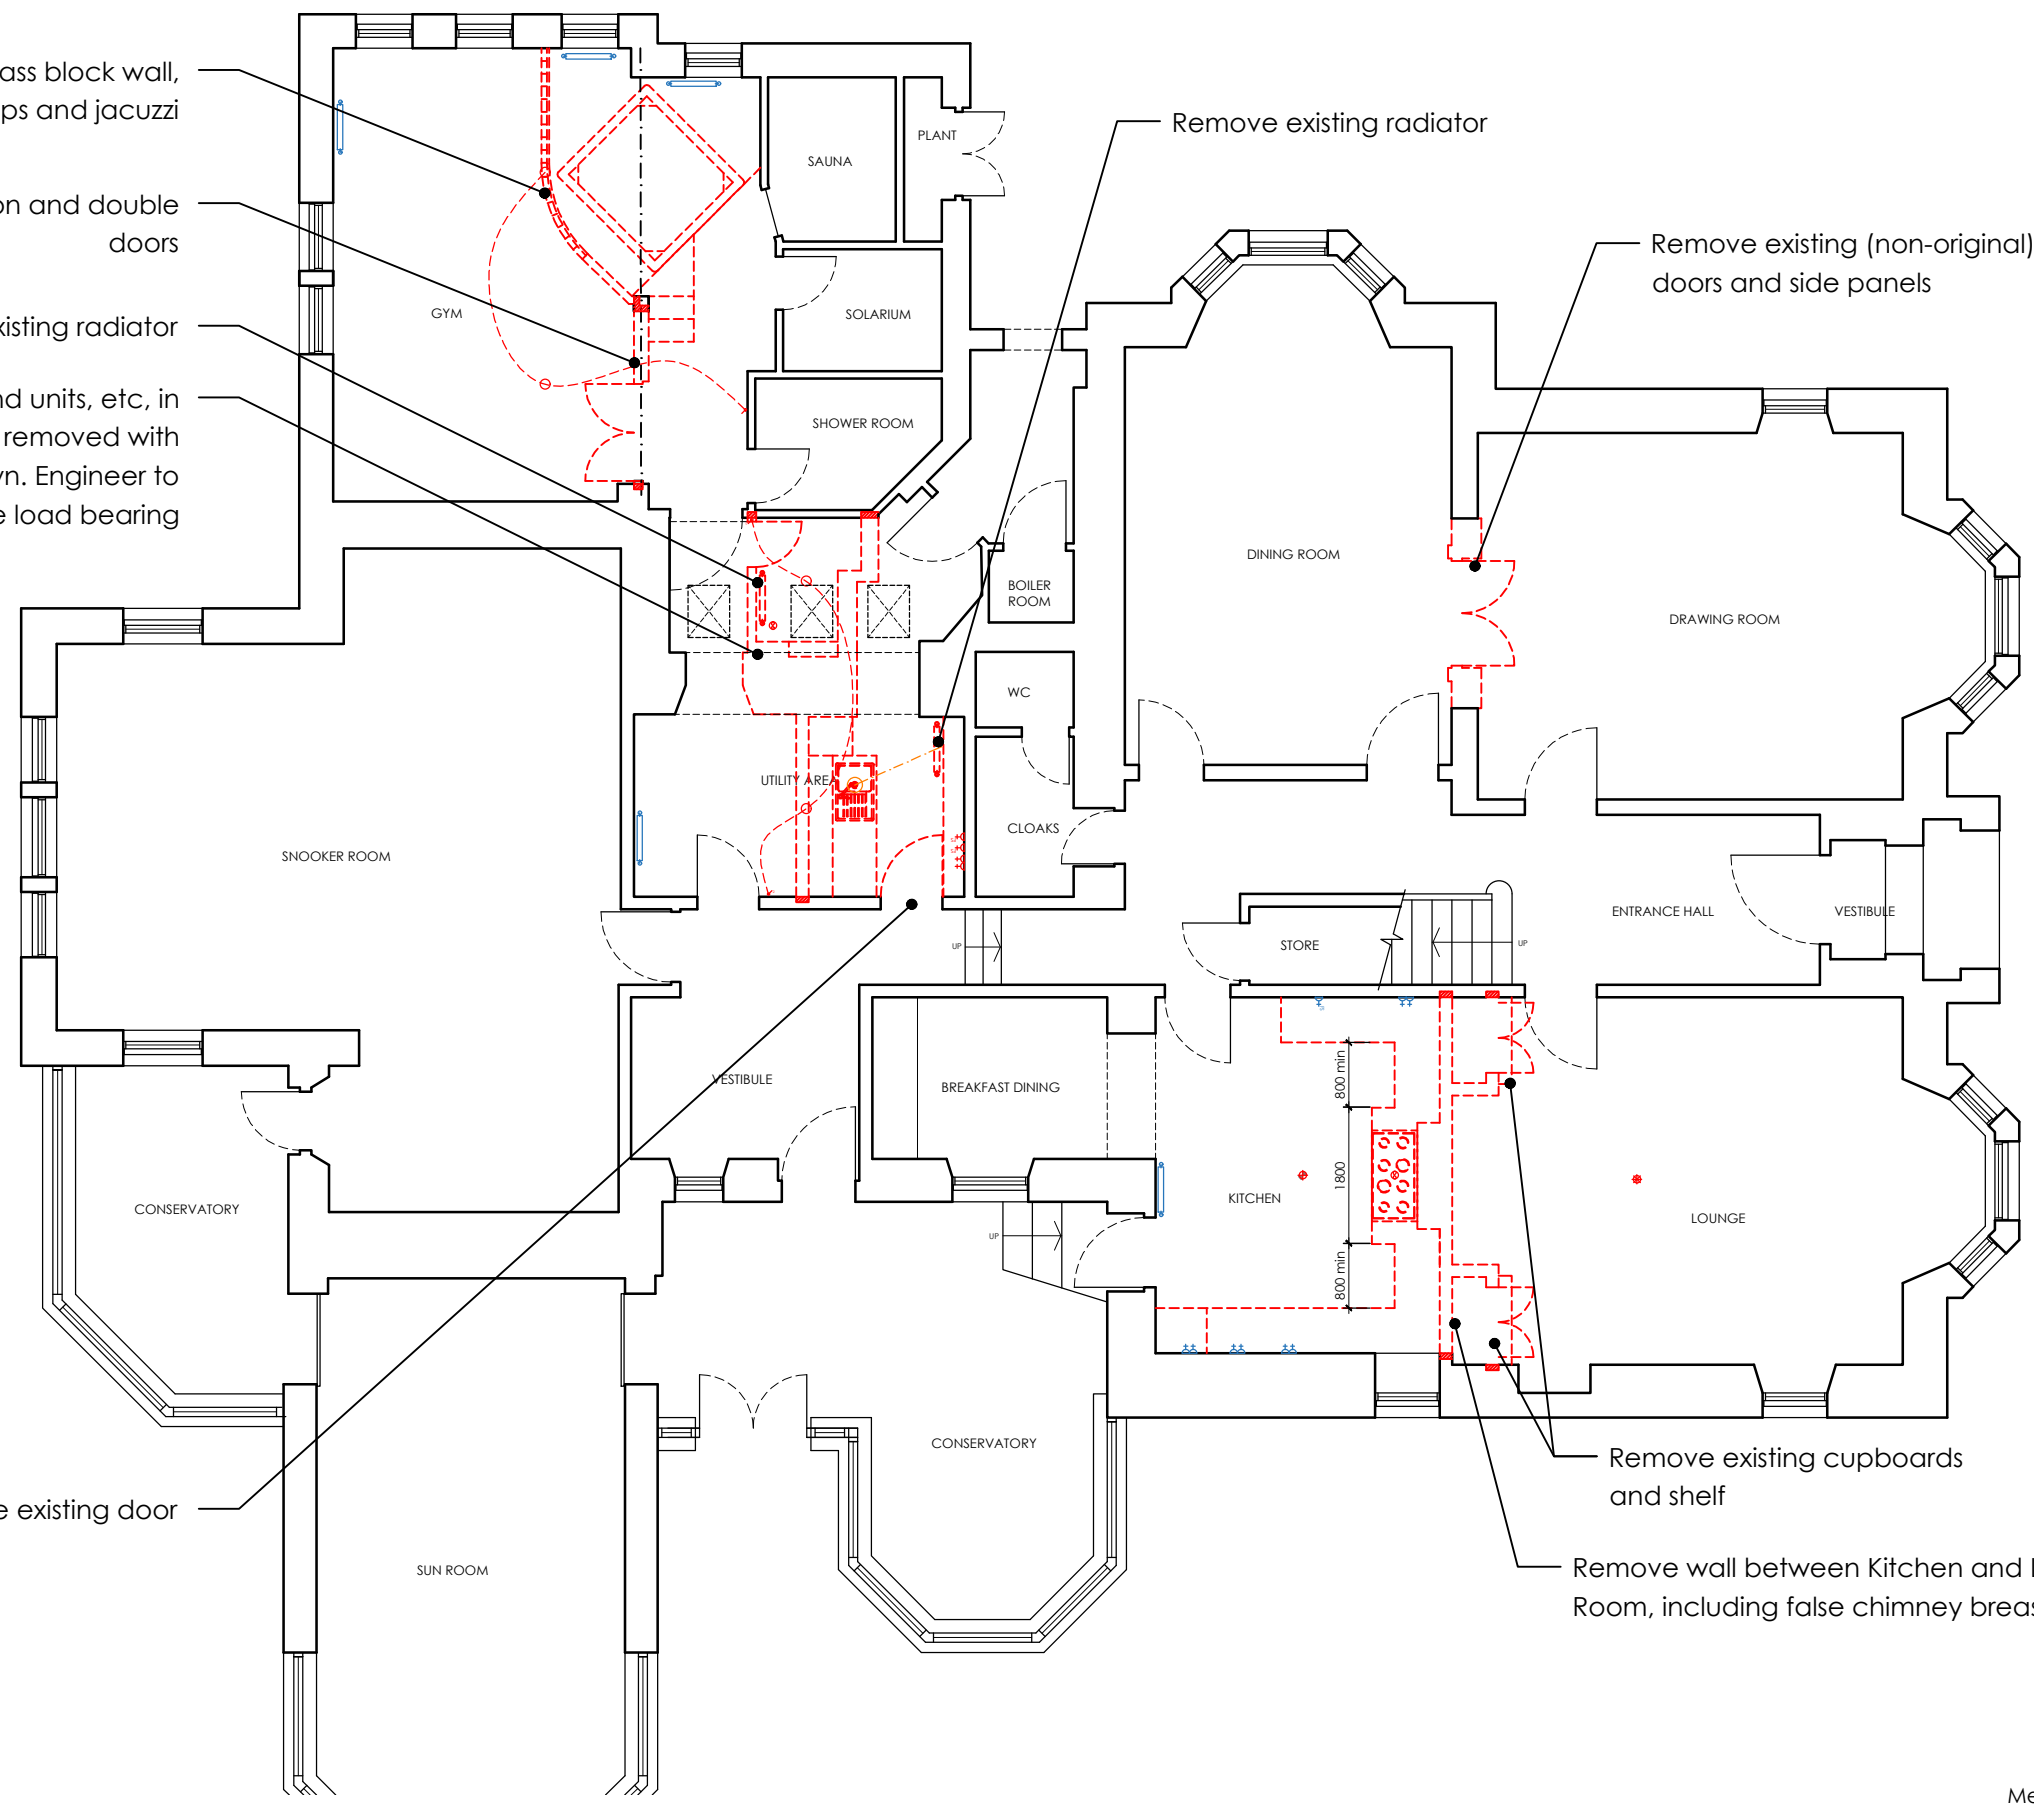 ass block wall,
ps and jacuzzi
on and double
doors
xisting radiator
nd units, etc, in
removed with
vn. Engineer to
e load bearing
Remove existing radiator
Remove existing (non-original)
doors and side panels
SAUNA
PLANT
GYM
SOLARIUM
SHOWER ROOM
BOILER
ROOM
DINING ROOM
DRAWING ROOM
WC
UTILITY AREA
CLOAKS
SNOOKER ROOM
ENTRANCE HALL
VESTIBULE
UP
STORE
UP
VESTIBULE
BREAKFAST DINING
800 min
1800
800 min
KITCHEN
LOUNGE
CONSERVATORY
UP
CONSERVATORY
Remove existing cupboards
and shelf
e existing door
SUN ROOM
Remove wall between Kitchen and
Room, including false chimney breas
Me